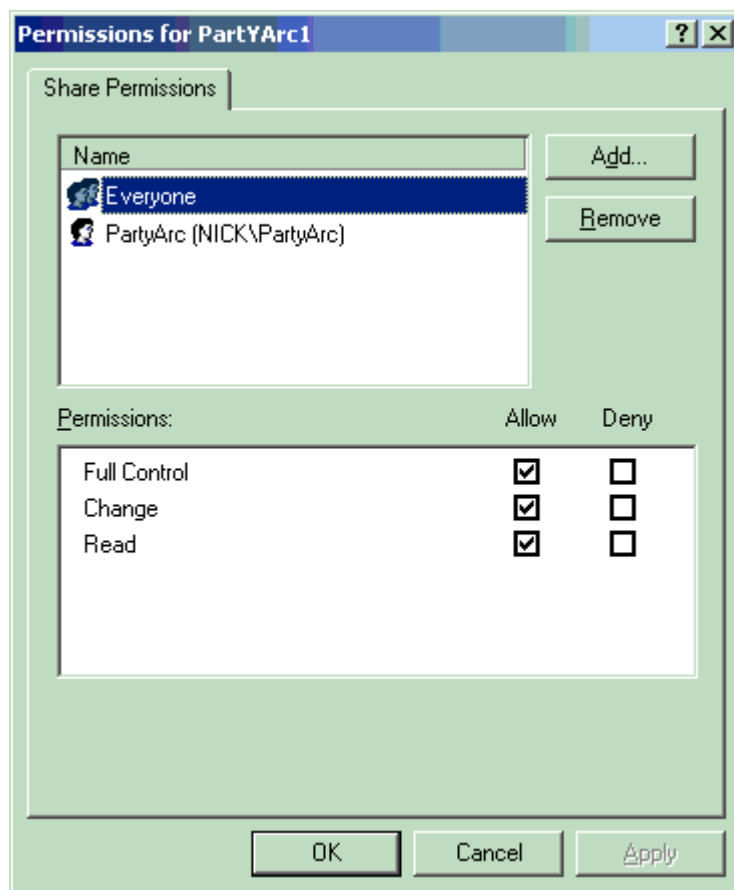 Permissions for PartYArc1
Share Permissions
Name
Add...
Everyone
Remove
PartyArc (NICK\PartyArc)
Permissions: Allow Deny
Full Control
Change
Read
OK Cancel Apply